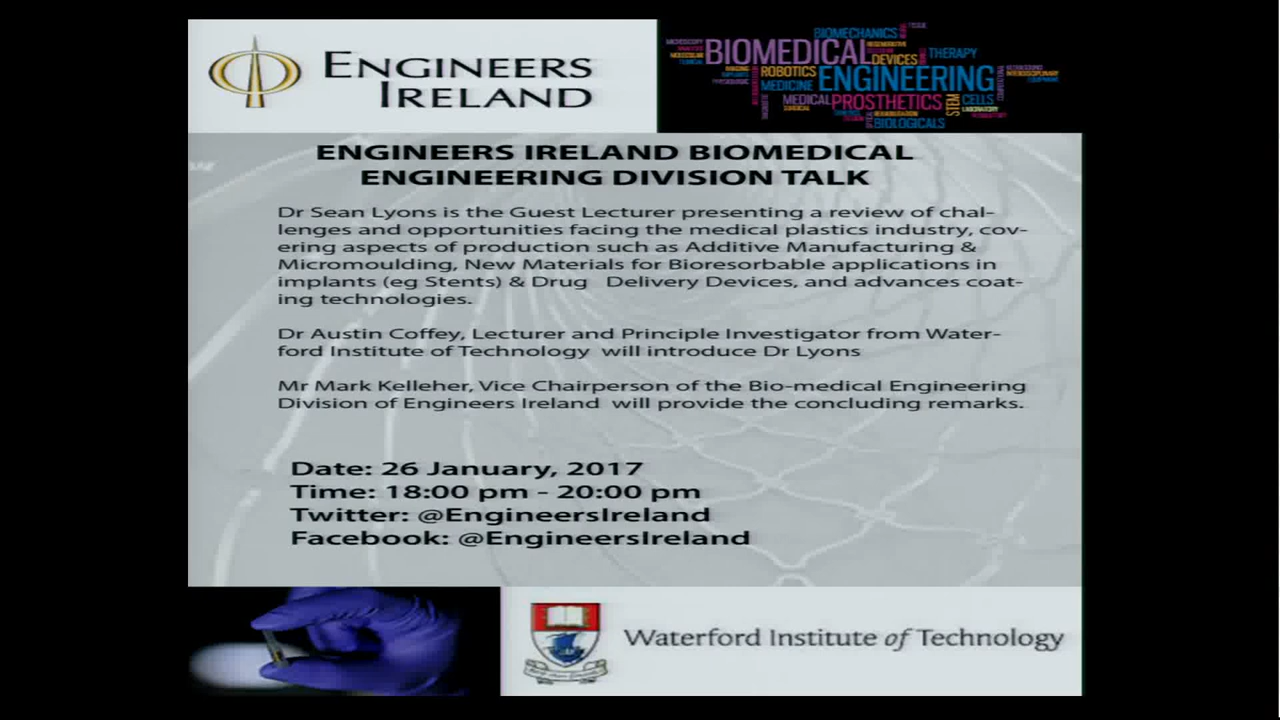 ENGINEERS
IRELAND
BIOMECHANICS
BIOMEDICAL
REGENERATIVE
DEVICES
THERAPY
ROBOTICS
ENGINEERING
MEDICINE
MEDICAL
PROSTHETICS
STEM
CELLS
LABORATORY
REHABILITATION
BIOLOGICALS
ENGINEERS IRELAND BIOMEDICAL
ENGINEERING DIVISION TALK
Dr Sean Lyons is the Guest Lecturer presenting a review of chal-
lenges and opportunities facing the medical plastics industry, cov-
ering aspects of production such as Additive Manufacturing &
Micromoulding, New Materials for Bioresorbable applications in
implants (eg Stents) & Drug Delivery Devices, and advances coat-
ing technologies.
Dr Austin Coffey, Lecturer and Principle Investigator from Water-
ford Institute of Technology will introduce Dr Lyons
Mr Mark Kelleher, Vice Chairperson of the Bio-medical Engineering
Division of Engineers Ireland will provide the concluding remarks.
Date: 26 January, 2017
Time: 18:00 pm - 20:00 pm
Twitter: @EngineersIreland
Facebook: @EngineersIreland
Waterford Institute of Technology